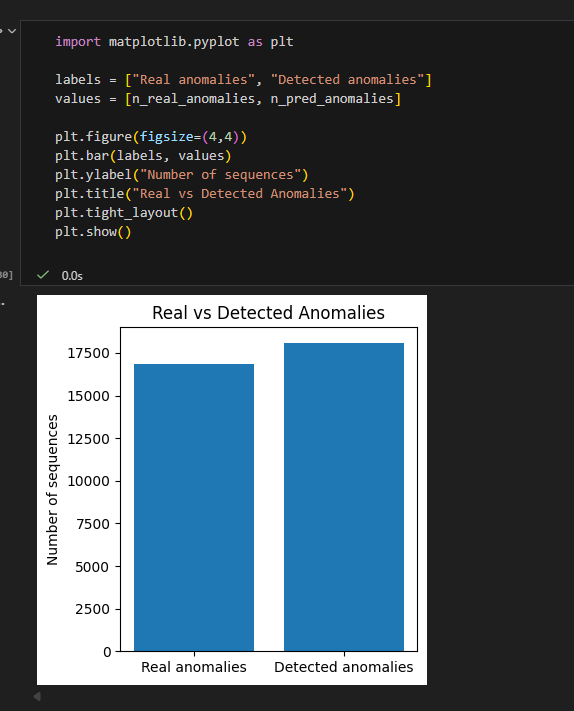 import matplotlib.pyplot as plt
labels = ["Real anomalies", "Detected anomalies"]
values = [n_real_anomalies, n_pred_anomalies]
plt.figure(figsize=(4,4))
plt.bar(labels, values)
plt.ylabel("Number of sequences")
plt.title("Real vs Detected Anomalies")
plt.tight_layout()
plt.show()
0.0s
Real vs Detected Anomalies
17500
15000
12500
10000
7500
5000
2500
0
Number of sequences
Real anomalies
Detected anomalies